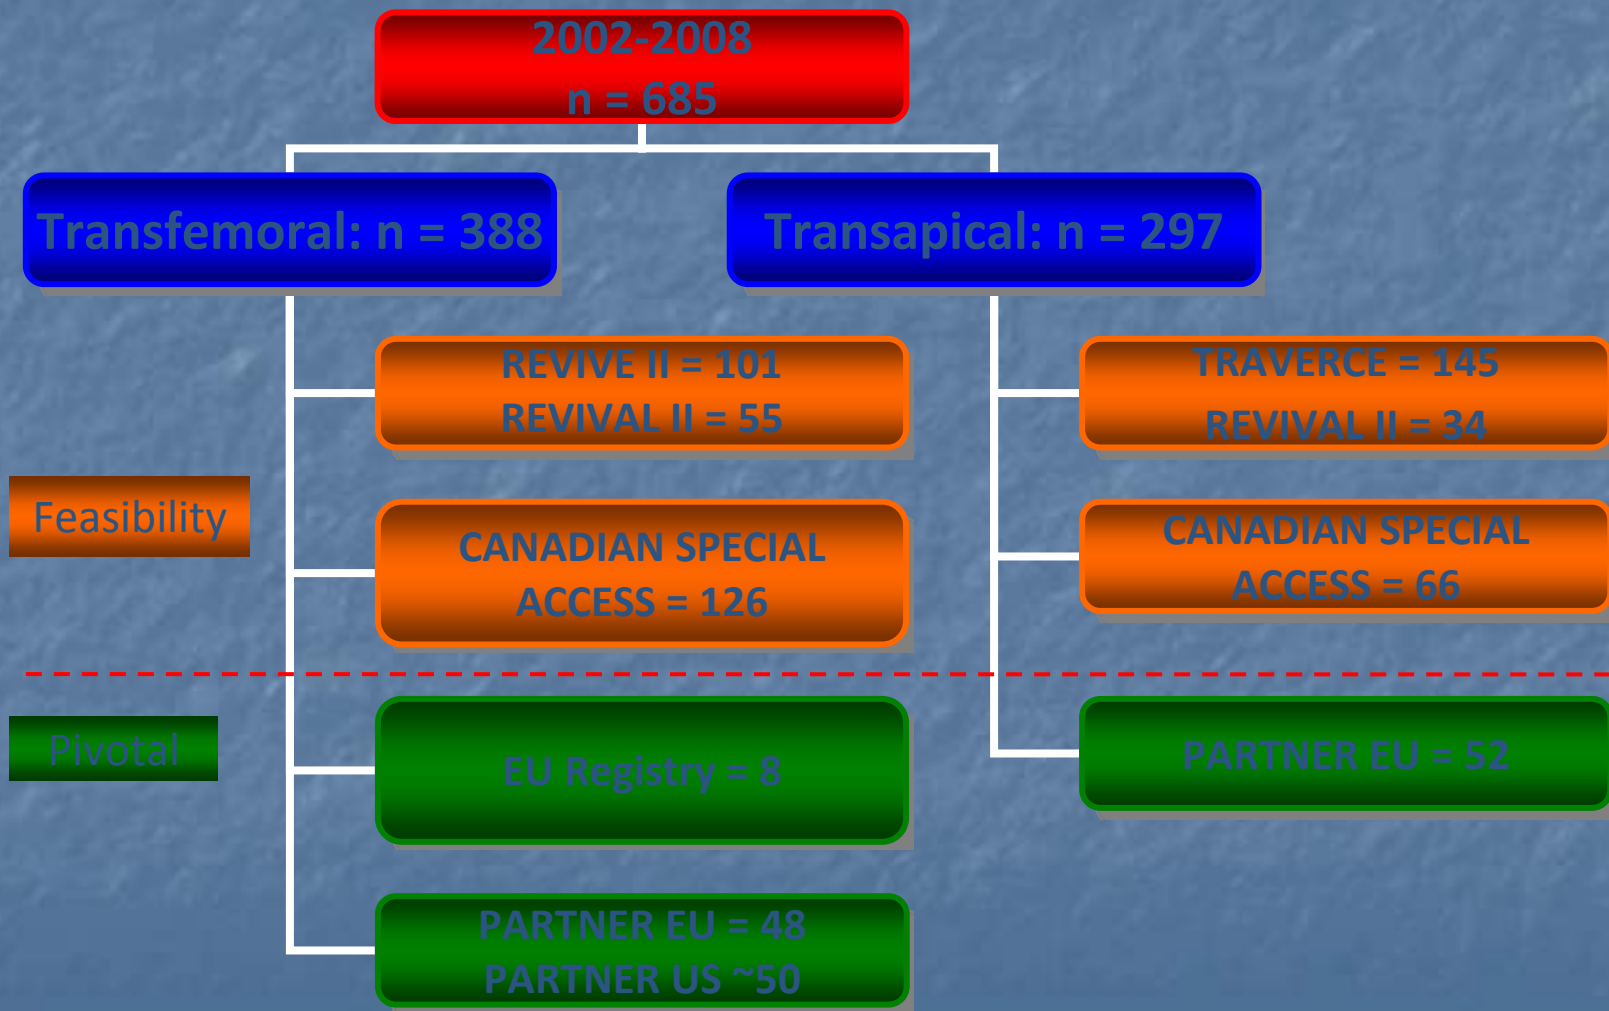 2002-2008
n = 685
Transfemoral: n = 388
Transapical: n = 297
REVIVE II = 101
REVIVAL II = 55
TRAVERCE = 145
REVIVAL II = 34
Feasibility
CANADIAN SPECIAL
ACCESS = 126
CANADIAN SPECIAL
ACCESS = 66
Pivotal
EU Registry = 8
PARTNER EU = 52
PARTNER EU = 48
PARTNER US ~50